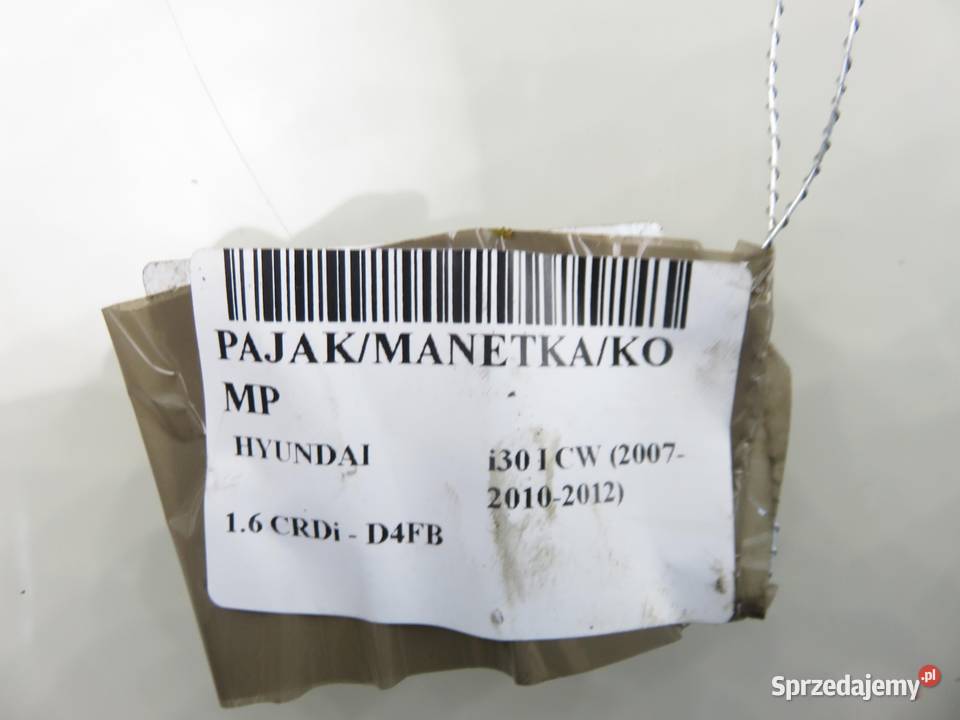 PAJAK/MANETKA/KO
MP
HYUNDAI
i30 I CW (2007-
2010-2012)
1.6 CRDi - D4FB
Sprzedajemy.pl